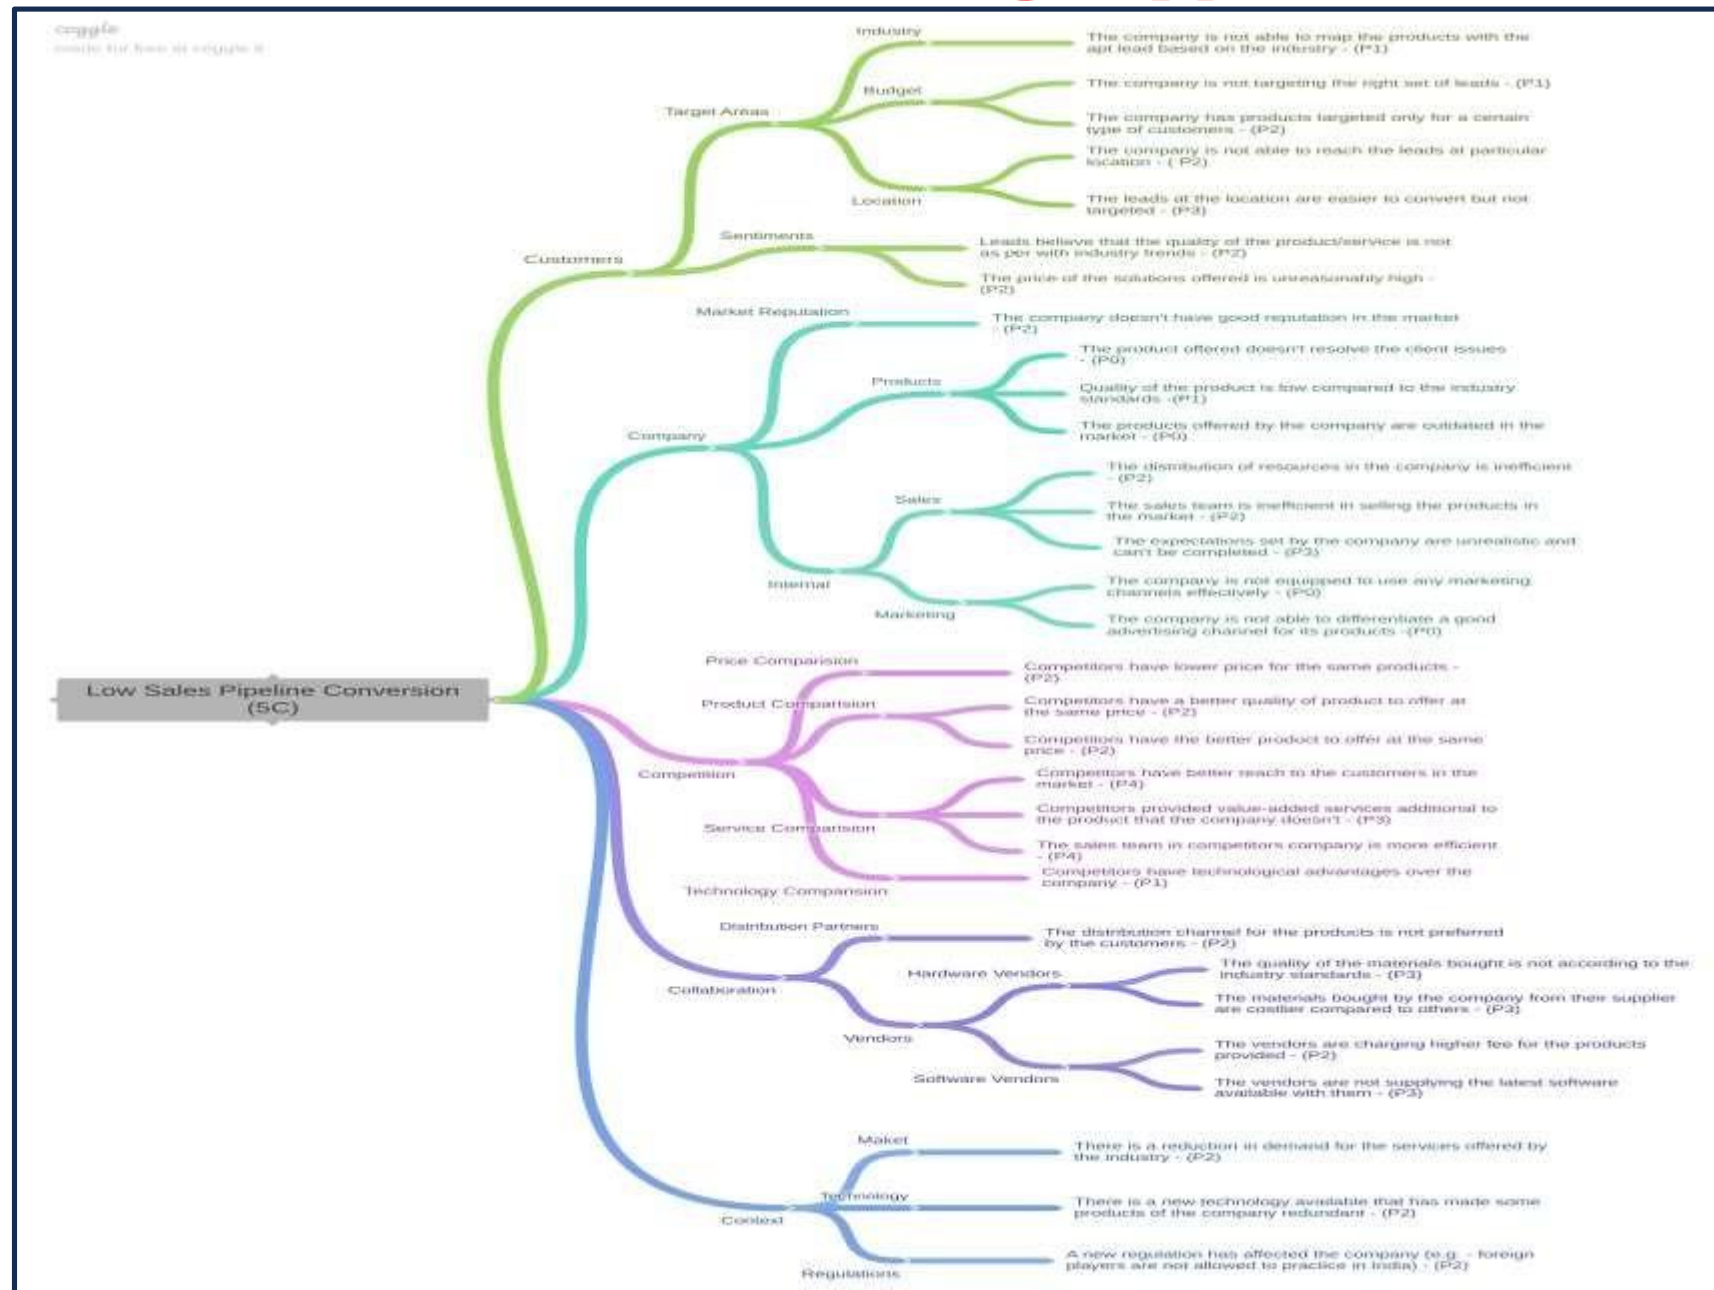 coggle
made for free at coggle.it
Industry
The company is not able to map the products with the
apt lead based on the industry - (P1)
Budget
The company is not targeting the right set of leads - (P1)
Target Areas
The company has products targeted only for a certain
type of customers - (P2)
The company is not able to reach the leads at particular
location - ( P2)
Location
The leads at the location are easier to convert but not
targeted - (P3)
Sentiments
Leads believe that the quality of the product/service is not
as per with industry trends - (P2)
Customers
The price of the solutions offered is unreasonably high -
(P2)
Market Reputation
The company doesn't have good reputation in the market
- (P2)
The product offered doesn't resolve the client issues
- (P0)
Products
Quality of the product is low compared to the industry
standards -(P1)
Company
The products offered by the company are outdated in the
market - (P0)
The distribution of resources in the company is inefficient
- (P2)
Sales
The sales team is inefficient in selling the products in
the market - (P2)
The expectations set by the company are unrealistic and
can't be completed - (P3)
Internal
The company is not equipped to use any marketing
channels effectively - (P0)
Marketing
The company is not able to differentiate a good
advertising channel for its products -(P0)
Price Comparision
Competitors have lower price for the same products -
(P2)
Low Sales Pipeline Conversion
(5C)
Product Comparision
Competitors have a better quality of product to offer at
the same price - (P2)
Competitors have the better product to offer at the same
price - (P2)
Competition
Competitors have better reach to the customers in the
market - (P4)
Competitors provided value-added services additional to
the product that the company doesn't - (P3)
Service Comparision
The sales team in competitors company is more efficient
- (P4)
Competitors have technological advantages over the
company - (P1)
Technology Comparision
Distribution Partners
The distribution channel for the products is not preferred
by the customers - (P2)
Hardware Vendors
The quality of the materials bought is not according to the
industry standards - (P3)
Collaboration
The materials bought by the company from their supplier
are costlier compared to others - (P3)
Vendors
The vendors are charging higher fee for the products
provided - (P2)
Software Vendors
The vendors are not supplying the latest software
available with them - (P3)
Maket
There is a reduction in demand for the services offered by
the industry - (P2)
Technology
There is a new technology available that has made some
products of the company redundant - (P2)
Context
A new regulation has affected the company (e.g. - foreign
players are not allowed to practice in India) - (P2)
Regulations